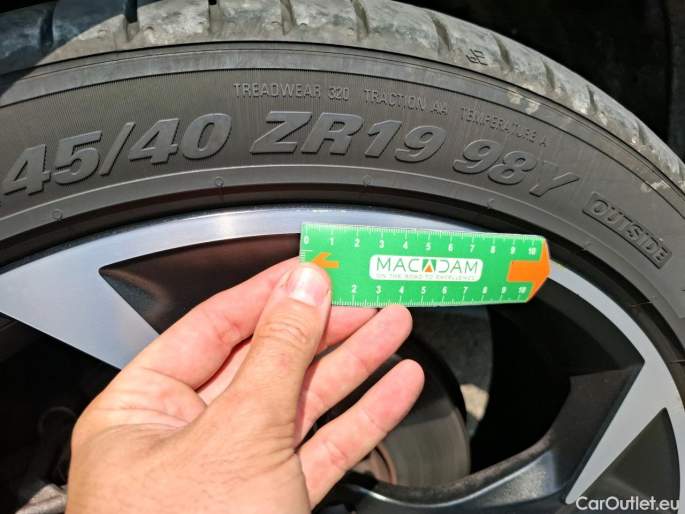 TREADWEAR 320 TRACTION AA TEMPERATURE A
45/40 ZR19 98Y OUTSIDE
0 1 2 3 4 5 6 7 8 9 10
MACADAM
ON THE ROAD TO EXCELLENCE
2 3 4 5 6 7 8 9 10
CarOutlet.eu